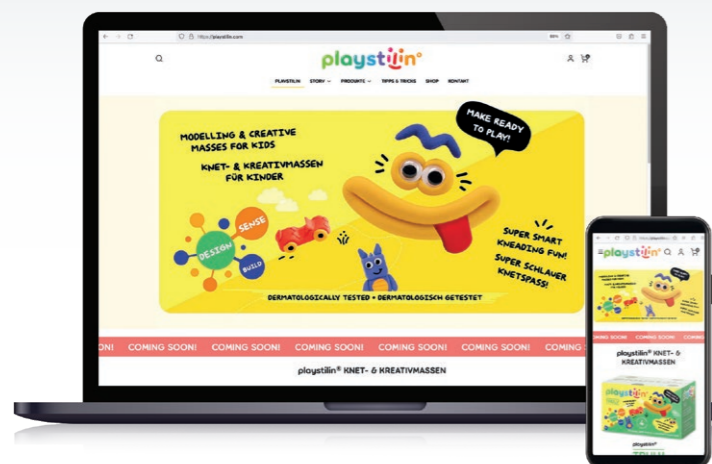 https://playstilin.com
80%
playstilin®
PLAYSTILIN STORY PRODUKTE TIPPS & TRICKS SHOP KONTAKT
MODELLING & CREATIVE
MASSES FOR KIDS
KNET- & KREATIVMASSEN
FÜR KINDER
MAKE READY
TO PLAY!
SENSE
DESIGN
BUILD
SUPER SMART
KNEADING FUN!
SUPER SCHLAUER
KNETSPASS!
DERMATOLOGICALLY TESTED • DERMATOLOGISCH GETESTET
COMING SOON! COMING SOON! COMING SOON! COMING SOON! COMING SOON!
playstilin® KNET- & KREATIVMASSEN
playstilin®
COMING SOON! COMING SOON!
playstilin® KNET- &
KREATIVMASSEN
playstilin
playstilin®